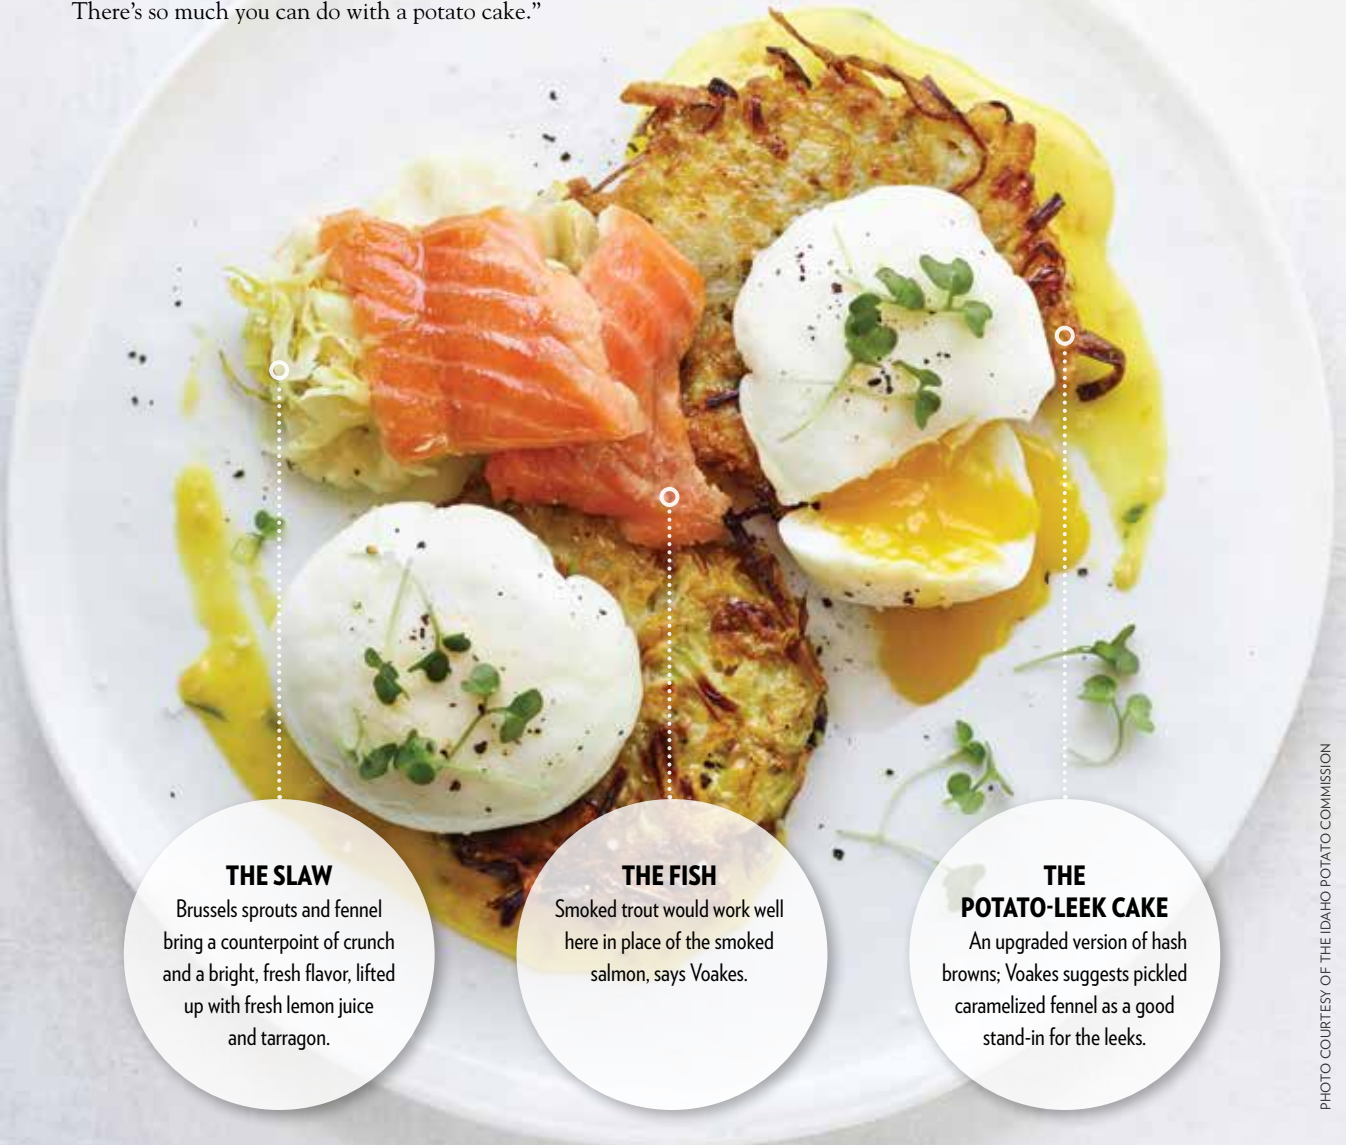 There’s so much you can do with a potato cake.”
THE SLAW
Brussels sprouts and fennel
bring a counterpoint of crunch
and a bright, fresh flavor, lifted
up with fresh lemon juice
and tarragon.
THE FISH
Smoked trout would work well
here in place of the smoked
salmon, says Voakes.
THE
POTATO-LEEK CAKE
An upgraded version of hash
browns; Voakes suggests pickled
caramelized fennel as a good
stand-in for the leeks.
PHOTO COURTESY OF THE IDAHO POTATO COMMISSION